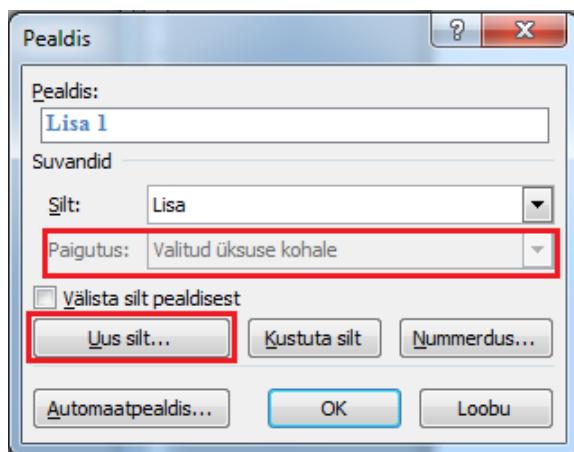 Pealdis
Pealdis:
Lisa 1
Suvandid
Silt: Lisa
Paigutus: Valitud üksuse kohale
Välista silt pealdisest
Uus silt... Kustuta silt Nummerdus...
Automaatpealdis... OK Loobu